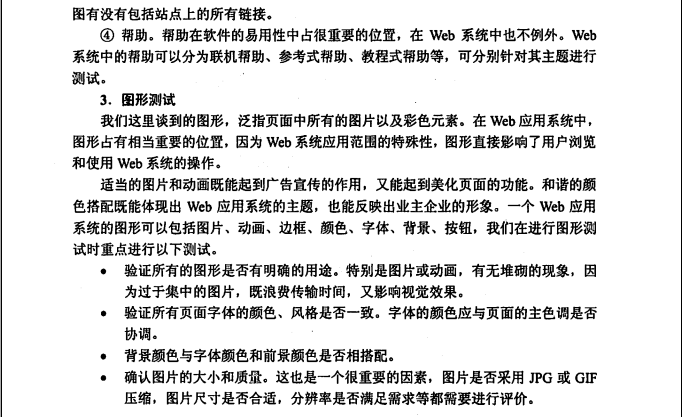 图有没有包括站点上的所有链接。
④ 帮助。帮助在软件的易用性中占很重要的位置，在 Web 系统中也不例外。Web
系统中的帮助可以分为联机帮助、参考式帮助、教程式帮助等，可分别针对其主题进行
测试。
3．图形测试
我们这里谈到的图形，泛指页面中所有的图片以及彩色元素。在 Web 应用系统中，
图形占有相当重要的位置，因为 Web 系统应用范围的特殊性，图形直接影响了用户浏览
和使用 Web 系统的操作。
适当的图片和动画既能起到广告宣传的作用，又能起到美化页面的功能。和谐的颜
色搭配既能体现出 Web 应用系统的主题，也能反映出业主企业的形象。一个 Web 应用
系统的图形可以包括图片、动画、边框、颜色、字体、背景、按钮，我们在进行图形测
试时重点进行以下测试。
• 验证所有的图形是否有明确的用途。特别是图片或动画，有无堆砌的现象，因
为过于集中的图片，既浪费传输时间，又影响视觉效果。
• 验证所有页面字体的颜色、风格是否一致。字体的颜色应与页面的主色调是否
协调。
• 背景颜色与字体颜色和前景颜色是否相搭配。
• 确认图片的大小和质量。这也是一个很重要的因素，图片是否采用 JPG 或 GIF
压缩，图片尺寸是否合适，分辨率是否满足需求等都需要进行评价。